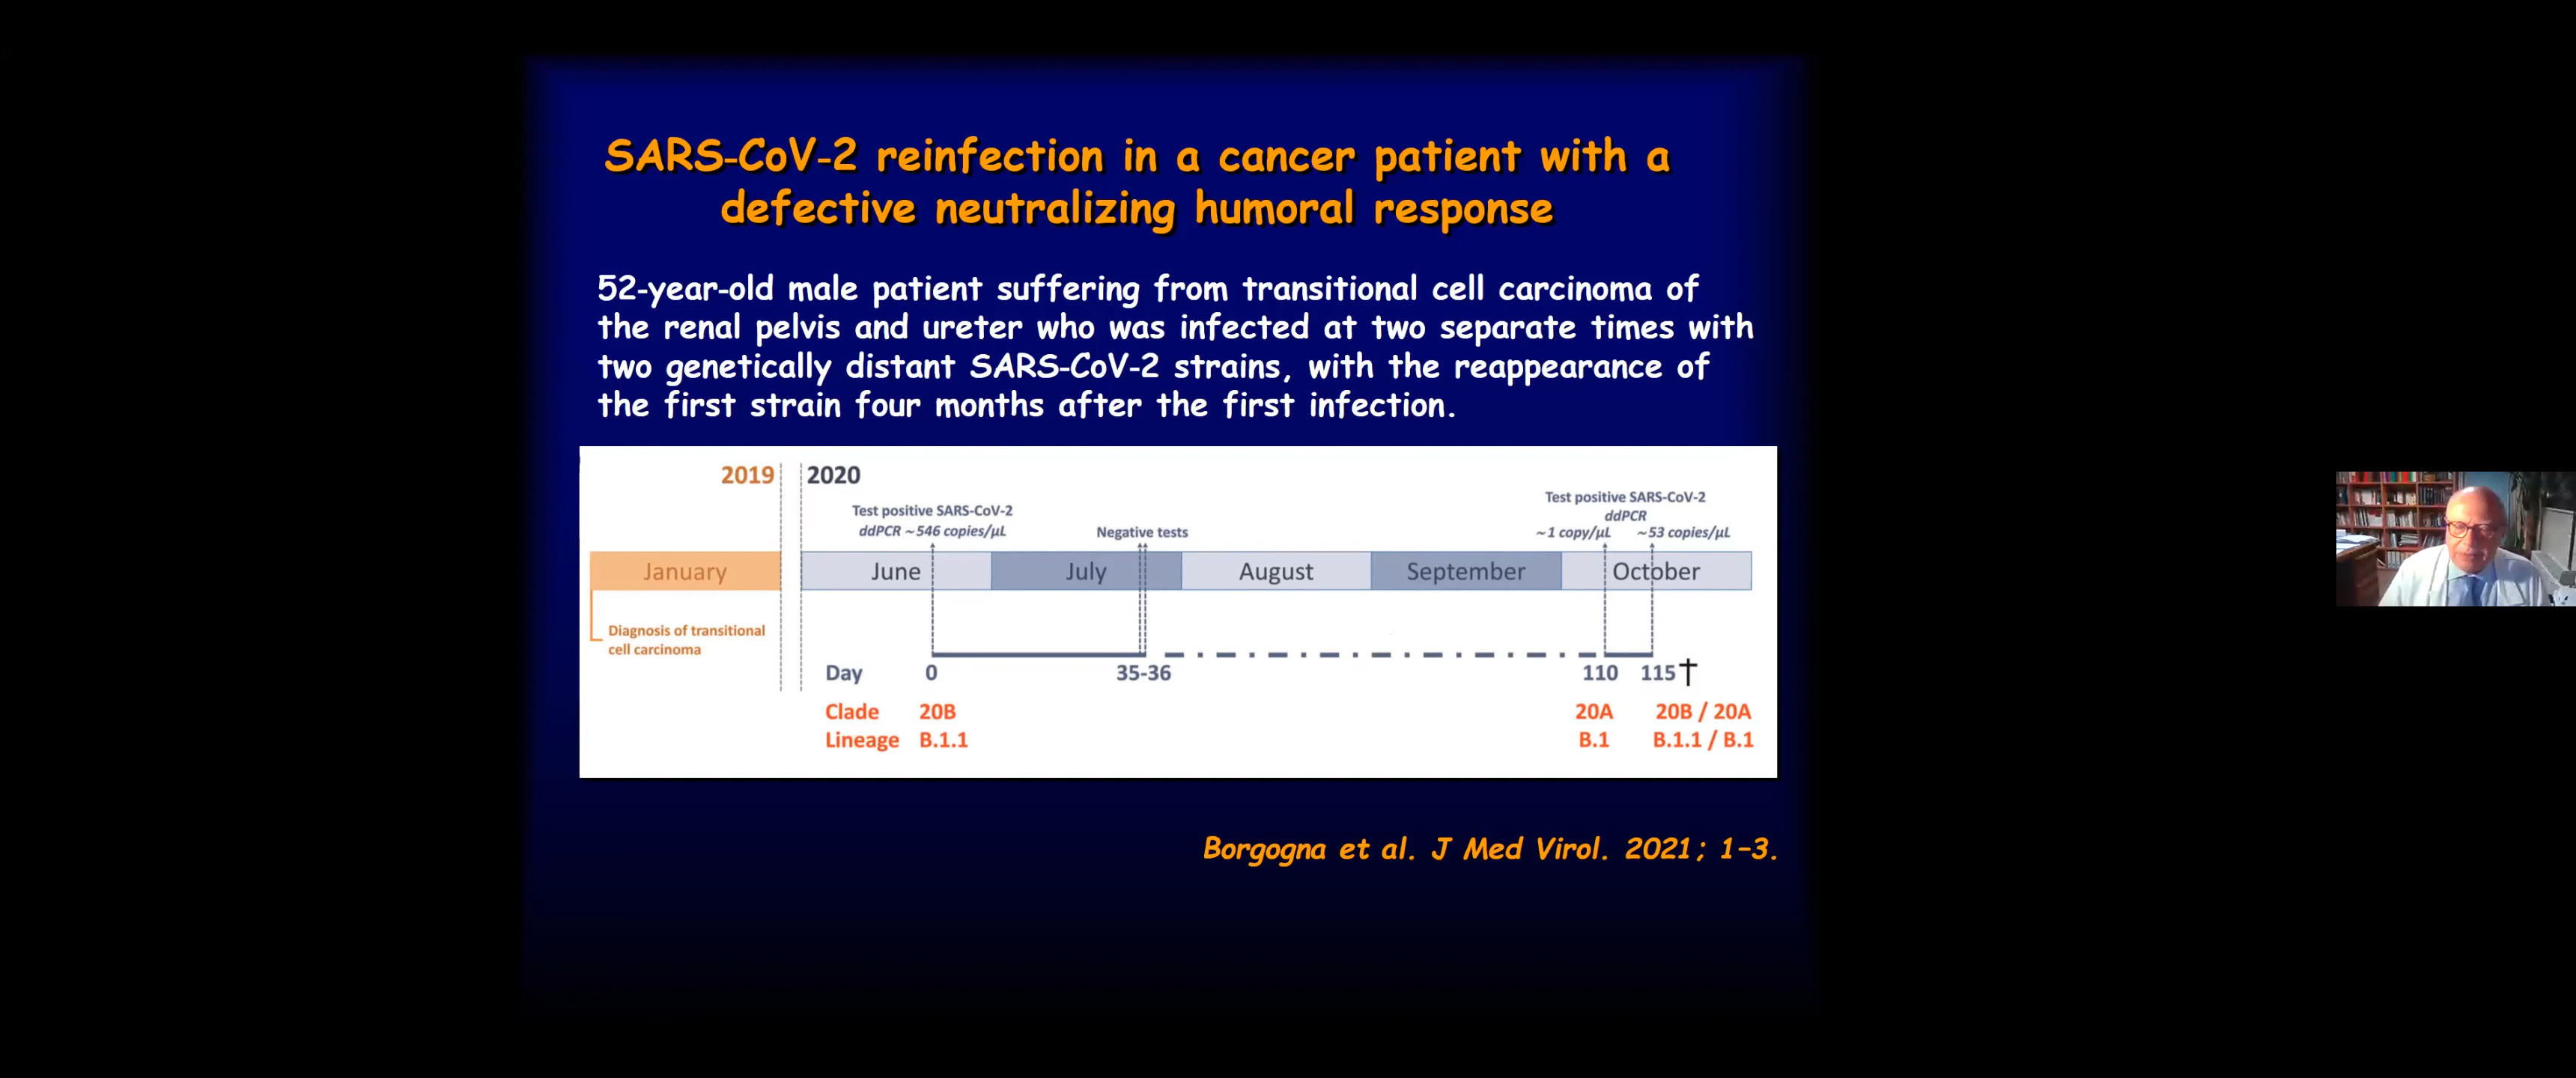 SARS-CoV-2 reinfection in a cancer patient with a
defective neutralizing humoral response
52-year-old male patient suffering from transitional cell carcinoma of
the renal pelvis and ureter who was infected at two separate times with
two genetically distant SARS-CoV-2 strains, with the reappearance of
the first strain four months after the first infection.
2019 2020
Test positive SARS-CoV-2
ddPCR ~546 copies/µL
Negative tests
Test positive SARS-CoV-2
ddPCR
~1 copy/µL ~53 copies/µL
January June July August September October
Diagnosis of transitional
cell carcinoma
Day 0 35-36 110 115†
Clade 20B 20A 20B / 20A
Lineage B.1.1 B.1 B.1.1 / B.1
Borgogna et al. J Med Virol. 2021; 1-3.